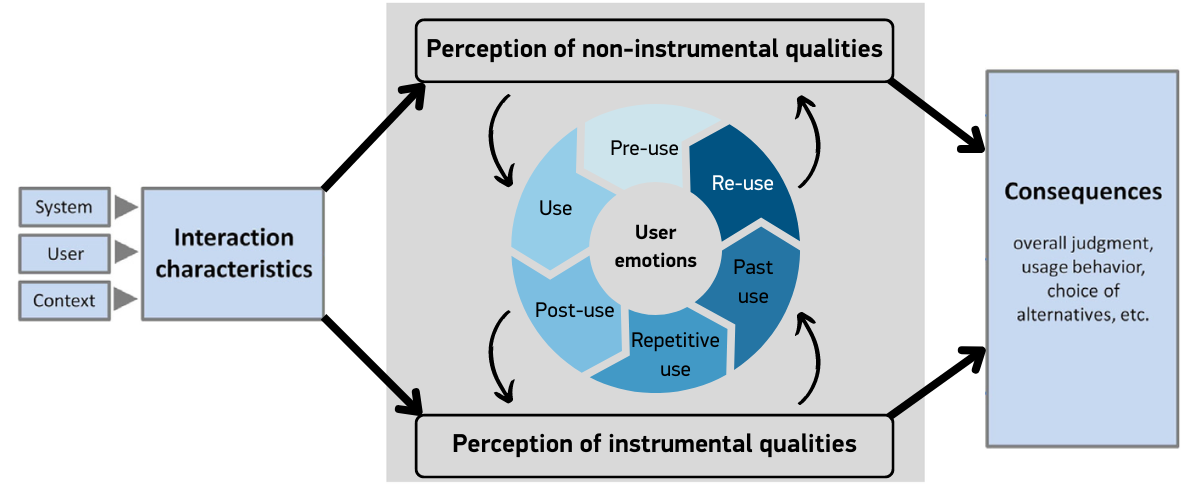 Perception of non-instrumental qualities
System
User
Context
Interaction
characteristics
Pre-use
Re-use
Use
User
emotions
Past
use
Post-use
Repetitive
use
Perception of instrumental qualities
Consequences
overall judgment,
usage behavior,
choice of
alternatives, etc.